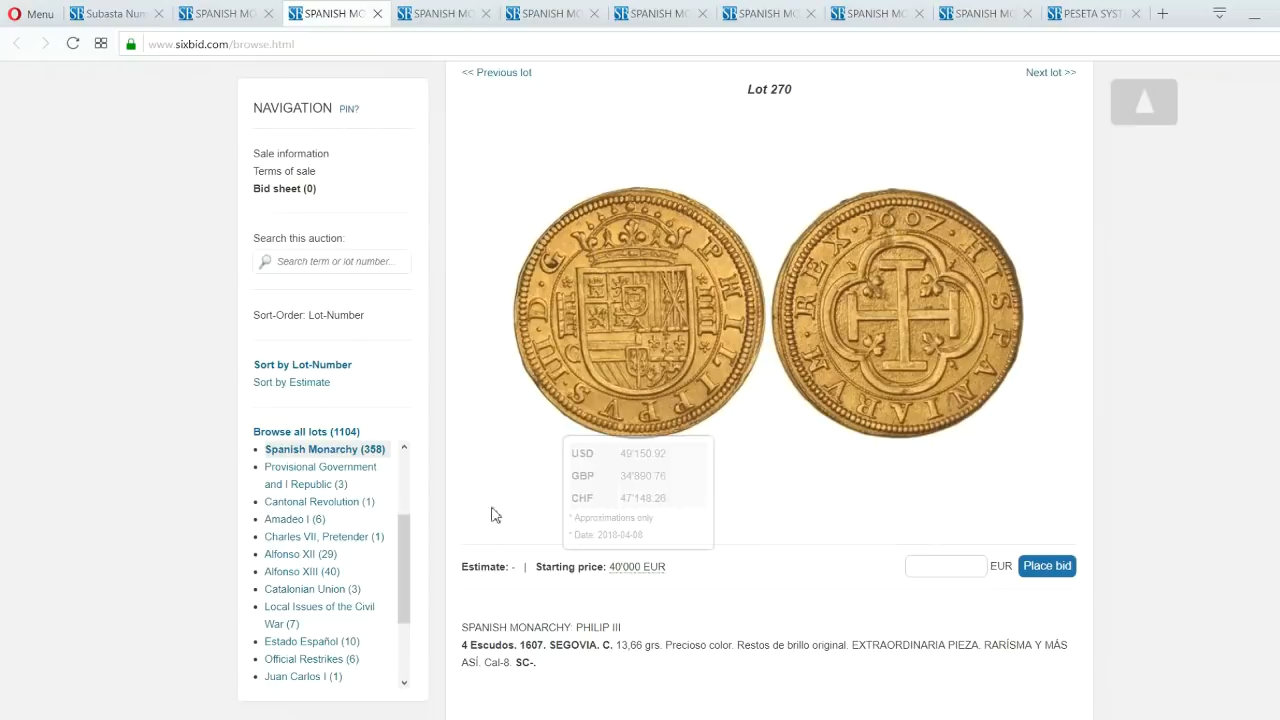 Menu
Subasta Num
SPANISH MO
SPANISH MO
SPANISH MO
SPANISH MO
SPANISH MO
SPANISH MO
SPANISH MO
SPANISH MO
PESETA SYST
www.sixbid.com/browse.html
<< Previous lot
Next lot >>
Lot 270
NAVIGATION PIN?
Sale information
Terms of sale
Bid sheet (0)
Search this auction:
Search term or lot number...
Sort-Order: Lot-Number
Sort by Lot-Number
Sort by Estimate
Browse all lots (1104)
Spanish Monarchy (358)
Provisional Government
and I Republic (3)
Cantonal Revolution (1)
Amadeo I (6)
Charles VII, Pretender (1)
Alfonso XII (29)
Alfonso XIII (40)
Catalonian Union (3)
Local Issues of the Civil
War (7)
Estado Español (10)
Official Restrikes (6)
Juan Carlos I (1)
PHILIPPVS·III·D·G
1607·HISPANIARVM·REX·
USD 49'150.92
GBP 34'890.76
CHF 47'148.26
* Approximations only
* Date: 2018-04-06
Estimate: - | Starting price: 40'000 EUR
EUR
Place bid
SPANISH MONARCHY: PHILIP III
4 Escudos. 1607. SEGOVIA. C. 13,66 grs. Precioso color. Restos de brillo original. EXTRAORDINARIA PIEZA. RARÍSMA Y MÁS
ASÍ. Cal-8. SC-.